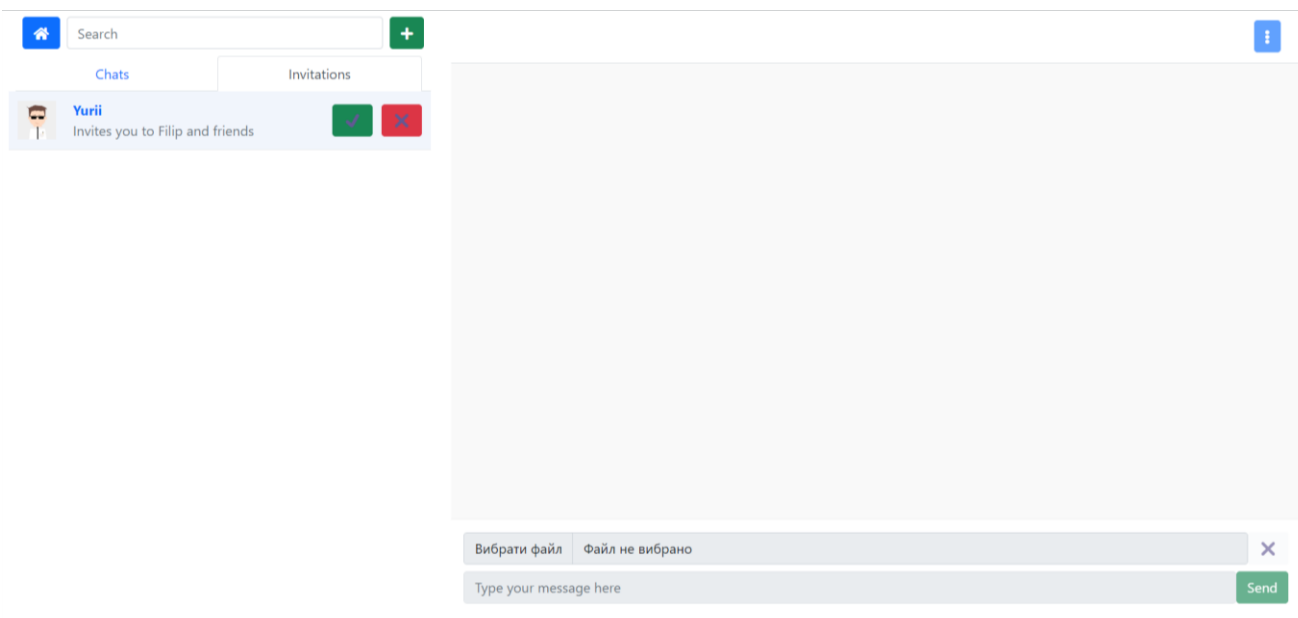 Search
Chats
Invitations
Yurii
Invites you to Filip and friends
Вибрати файл
Файл не вибрано
Type your message here
Send